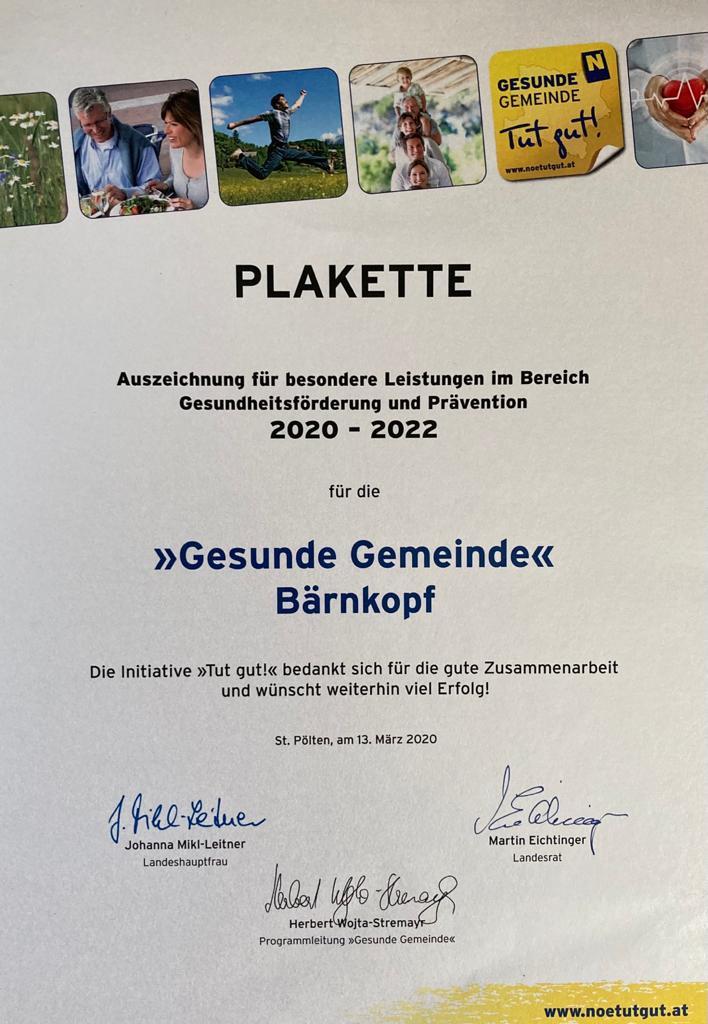 GESUNDE N
GEMEINDE
Tut gut!
www.noetutgut.at
PLAKETTE
Auszeichnung für besondere Leistungen im Bereich
Gesundheitsförderung und Prävention
2020 – 2022
für die
»Gesunde Gemeinde«
Bärnkopf
Die Initiative »Tut gut!« bedankt sich für die gute Zusammenarbeit
und wünscht weiterhin viel Erfolg!
St. Pölten, am 13. März 2020
J. Mikl-Leitner
Johanna Mikl-Leitner
Landeshauptfrau
Martin Eichtinger
Landesrat
Herbert Wojta-Stremayr
Herbert Wojta-Stremayr
Programmleitung »Gesunde Gemeinde«
www.noetutgut.at